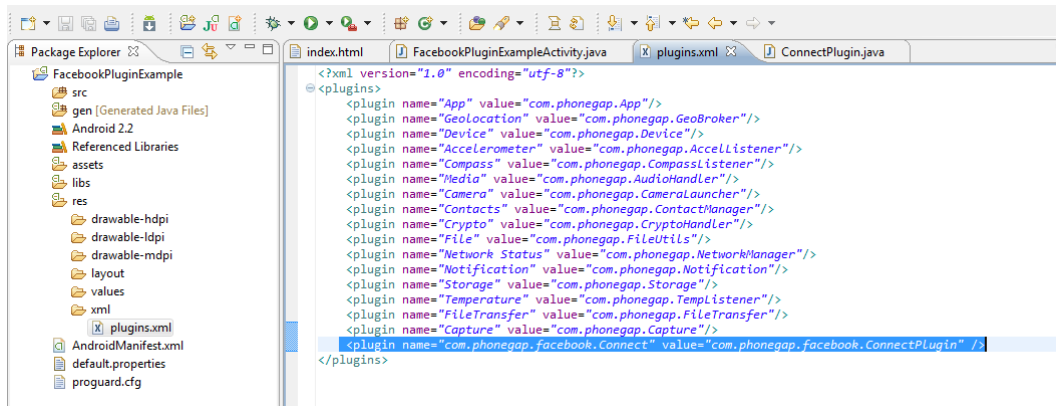 Package Explorer
FacebookPluginExample
src
gen [Generated Java Files]
Android 2.2
Referenced Libraries
assets
libs
res
drawable-hdpi
drawable-ldpi
drawable-mdpi
layout
values
xml
plugins.xml
AndroidManifest.xml
default.properties
proguard.cfg
index.html
FacebookPluginExampleActivity.java
plugins.xml
ConnectPlugin.java
<?xml version="1.0" encoding="utf-8"?>
<plugins>
<plugin name="App" value="com.phonegap.App"/>
<plugin name="Geolocation" value="com.phonegap.GeoBroker"/>
<plugin name="Device" value="com.phonegap.Device"/>
<plugin name="Accelerometer" value="com.phonegap.AccelListener"/>
<plugin name="Compass" value="com.phonegap.CompassListener"/>
<plugin name="Media" value="com.phonegap.AudioHandler"/>
<plugin name="Camera" value="com.phonegap.CameraLauncher"/>
<plugin name="Contacts" value="com.phonegap.ContactManager"/>
<plugin name="Crypto" value="com.phonegap.CryptoHandler"/>
<plugin name="File" value="com.phonegap.FileUtils"/>
<plugin name="Network Status" value="com.phonegap.NetworkManager"/>
<plugin name="Notification" value="com.phonegap.Notification"/>
<plugin name="Storage" value="com.phonegap.Storage"/>
<plugin name="Temperature" value="com.phonegap.TempListener"/>
<plugin name="FileTransfer" value="com.phonegap.FileTransfer"/>
<plugin name="Capture" value="com.phonegap.Capture"/>
<plugin name="com.phonegap.facebook.Connect" value="com.phonegap.facebook.ConnectPlugin" />
</plugins>